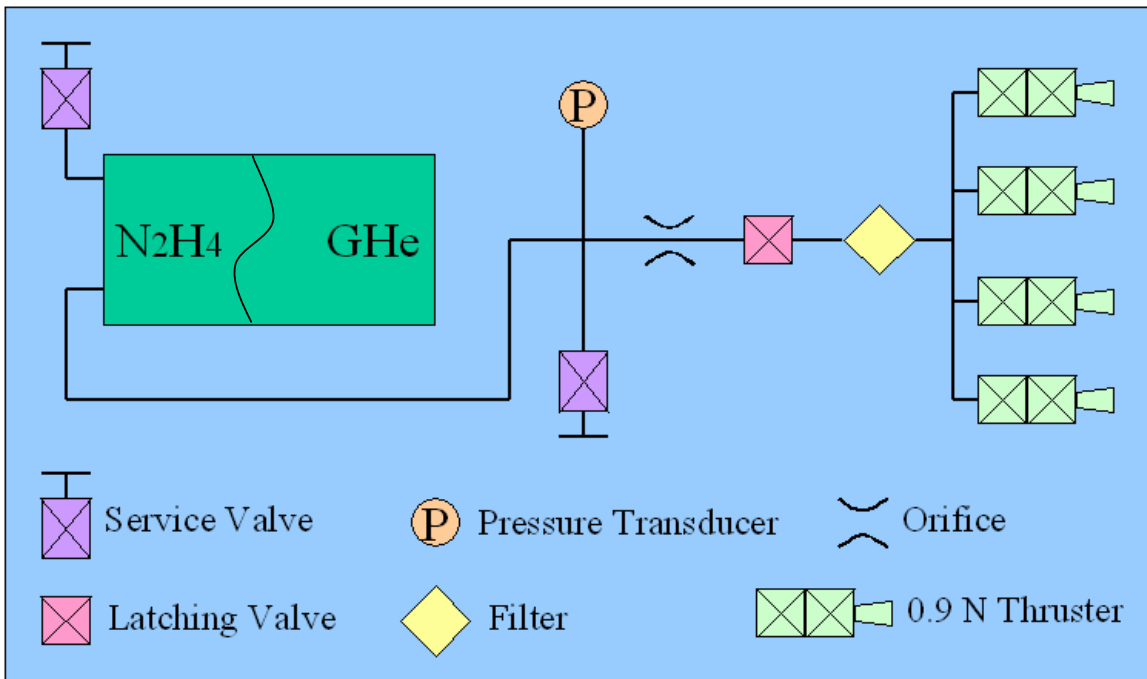 P
N2H4 GHe
P
Service Valve
P Pressure Transducer
Orifice
Latching Valve
Filter
0.9 N Thruster